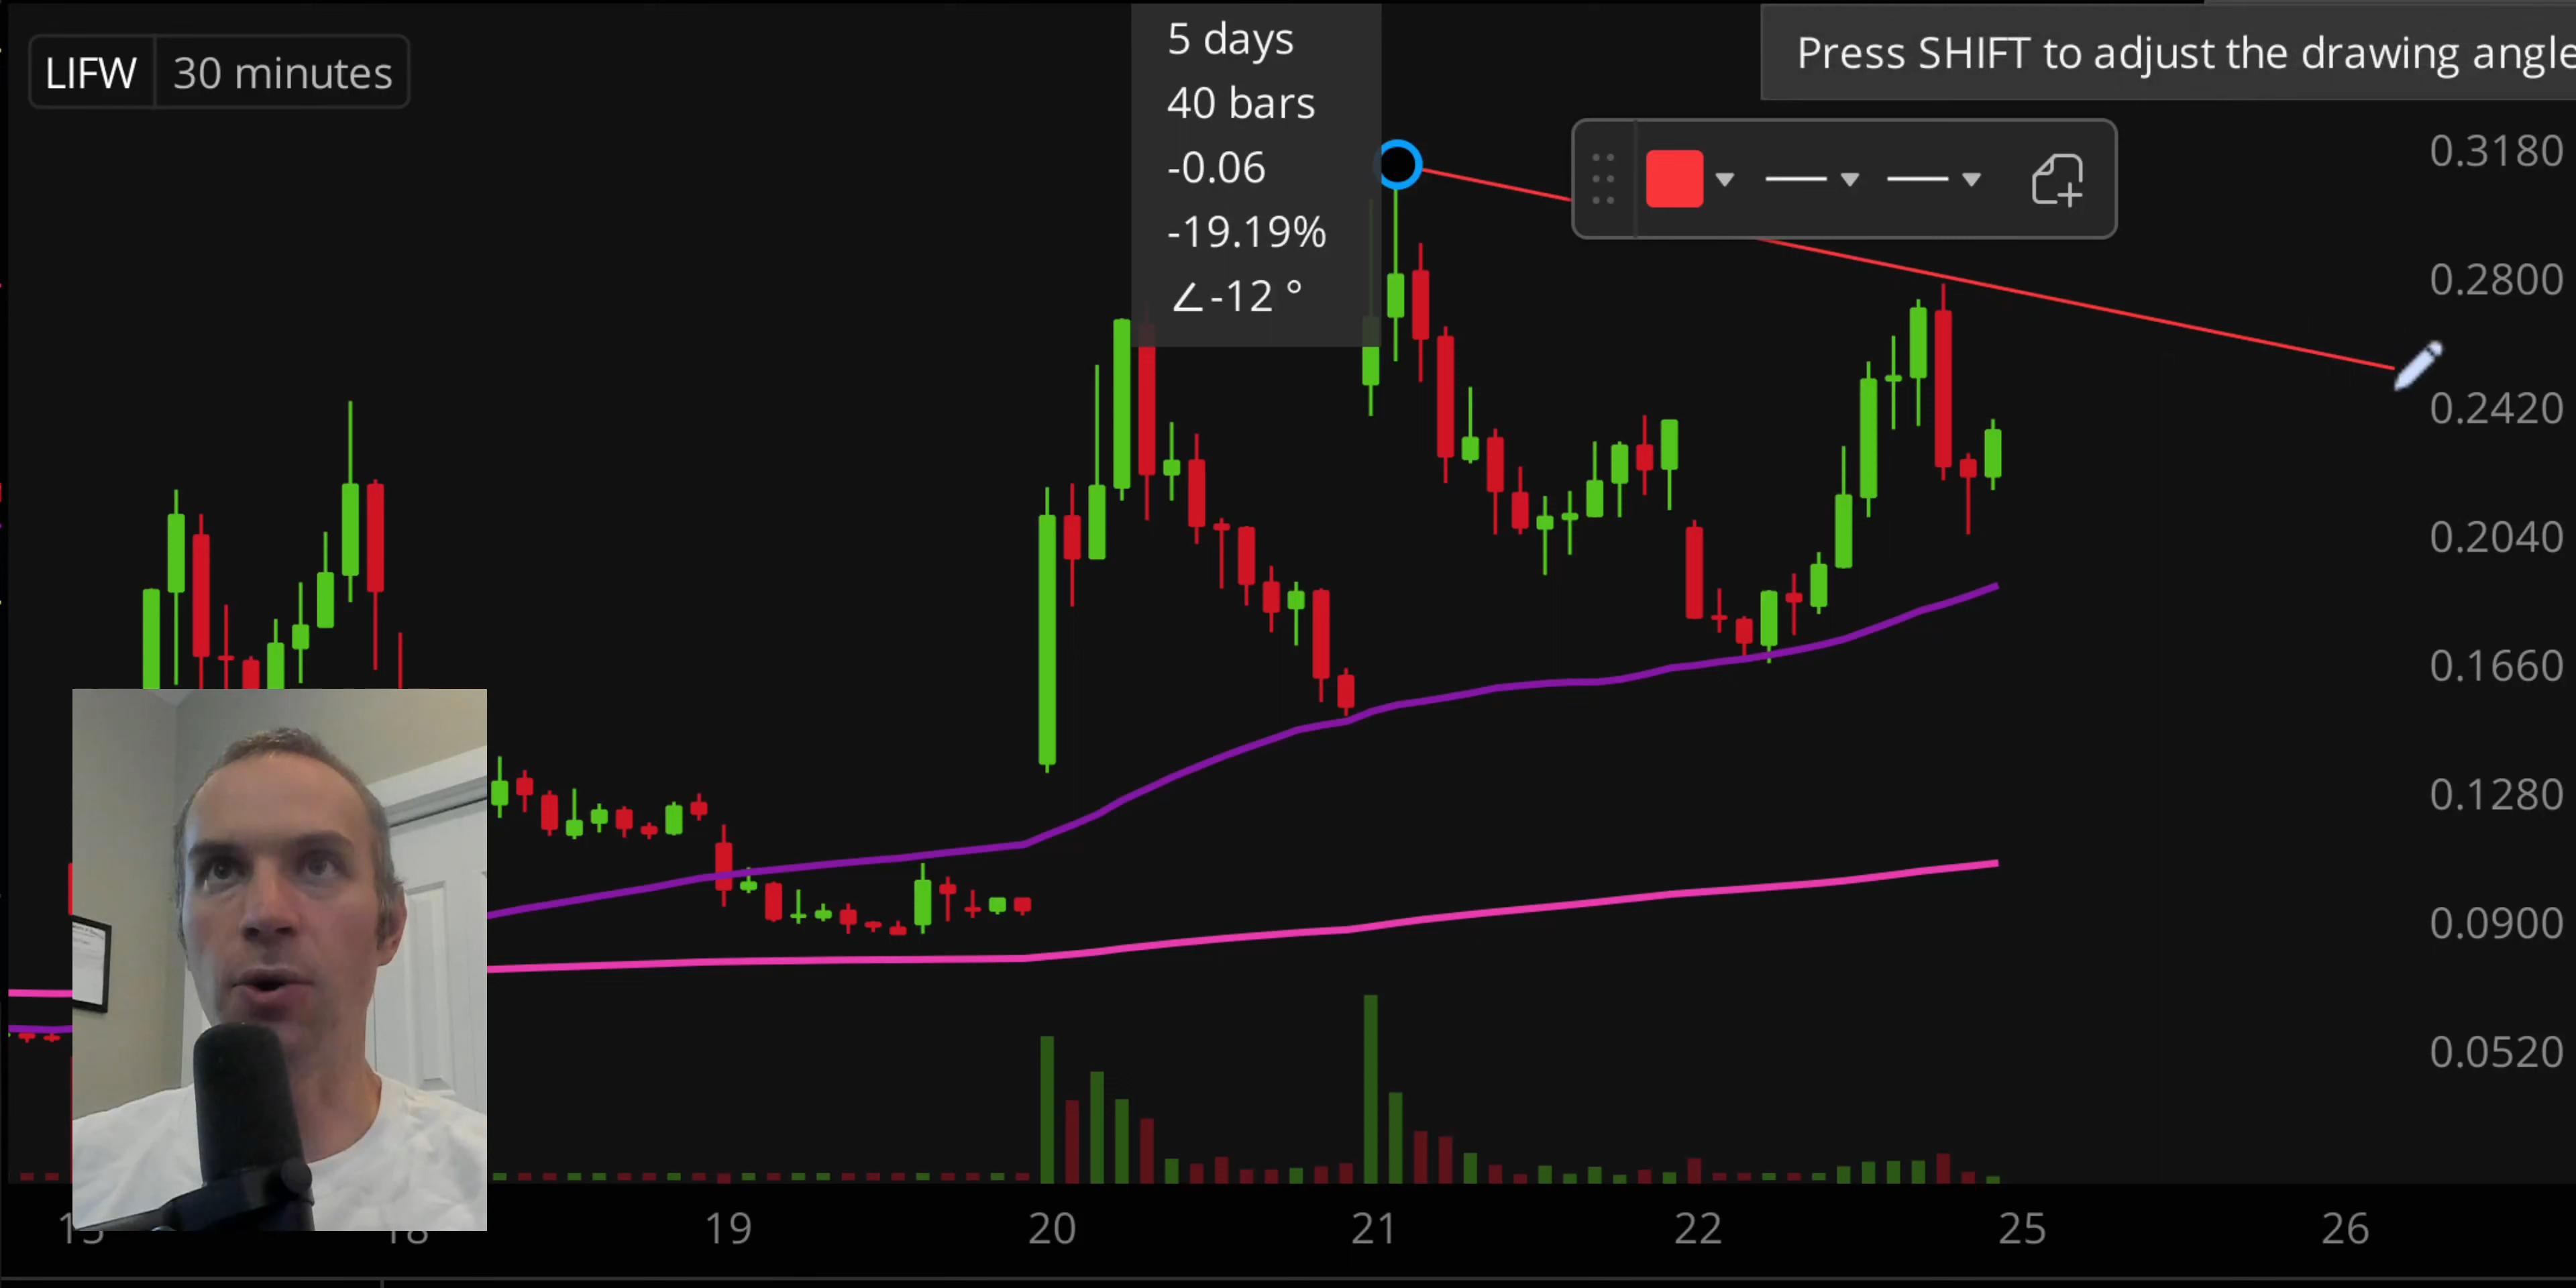 LIFW 30 minutes
5 days
40 bars
-0.06
-19.19%
∠-12 °
Press SHIFT to adjust the drawing angle
0.3180
0.2800
0.2420
0.2040
0.1660
0.1280
0.0900
0.0520
18 19 20 21 22 25 26